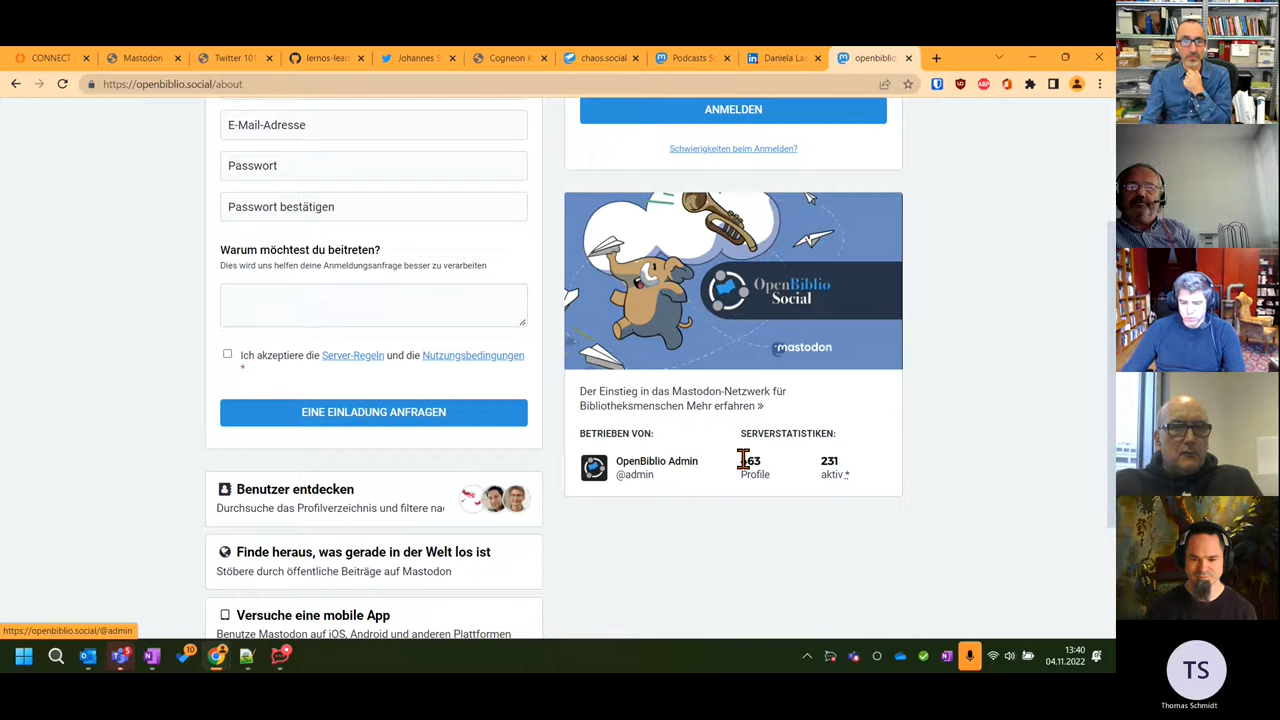 CONNECT
Mastodon
Twitter 101
lernos-lead
Johannes S
Cogneon K
chaos.social
Podcasts S
Daniela La
openbiblio
https://openbiblio.social/about
E-Mail-Adresse
Passwort
Passwort bestätigen
Warum möchtest du beitreten?
Dies wird uns helfen deine Anmeldungsanfrage besser zu verarbeiten
Ich akzeptiere die Server-Regeln und die Nutzungsbedingungen
*
EINE EINLADUNG ANFRAGEN
Benutzer entdecken
Durchsuche das Profilverzeichnis und filtere nac
Finde heraus, was gerade in der Welt los ist
Stöbere durch öffentliche Beiträge auf Mastodon
Versuche eine mobile App
Benutze Mastodon auf iOS, Android und anderen Plattformen
ANMELDEN
Schwierigkeiten beim Anmelden?
OpenBiblio
Social
mastodon
Der Einstieg in das Mastodon-Netzwerk für
Bibliotheksmenschen Mehr erfahren »
BETRIEBEN VON:
SERVERSTATISTIKEN:
OpenBiblio Admin
@admin
Profile
231
aktiv *
https://openbiblio.social/@admin
13:40
04.11.2022
TS
Thomas Schmidt